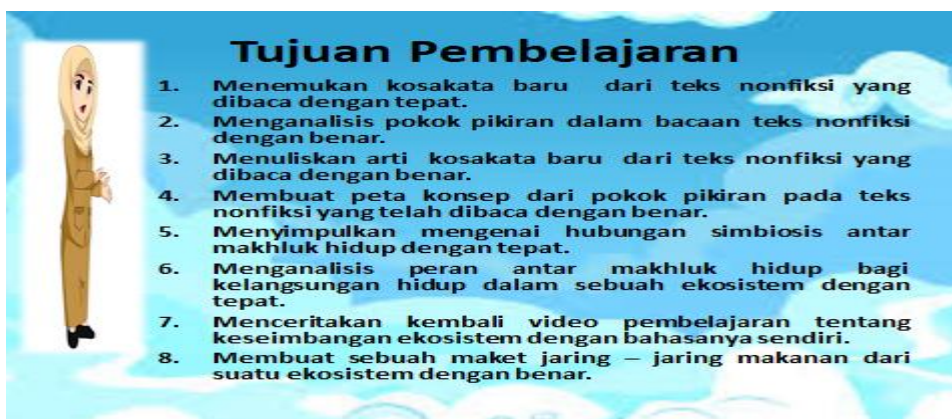 Tujuan Pembelajaran
1. Menemukan kosakata baru dari teks nonfiksi yang
dibaca dengan tepat.
2. Menganalisis pokok pikiran dalam bacaan teks nonfiksi
dengan benar.
3. Menuliskan arti kosakata baru dari teks nonfiksi yang
dibaca dengan benar.
4. Membuat peta konsep dari pokok pikiran pada teks
nonfiksi yang telah dibaca dengan benar.
5. Menyimpulkan mengenai hubungan simbiosis antar
makhluk hidup dengan tepat.
6. Menganalisis peran antar makhluk hidup bagi
kelangsungan hidup dalam sebuah ekosistem dengan
tepat.
7. Menceritakan kembali video pembelajaran tentang
keseimbangan ekosistem dengan bahasanya sendiri.
8. Membuat sebuah maket jaring – jaring makanan dari
suatu ekosistem dengan benar.